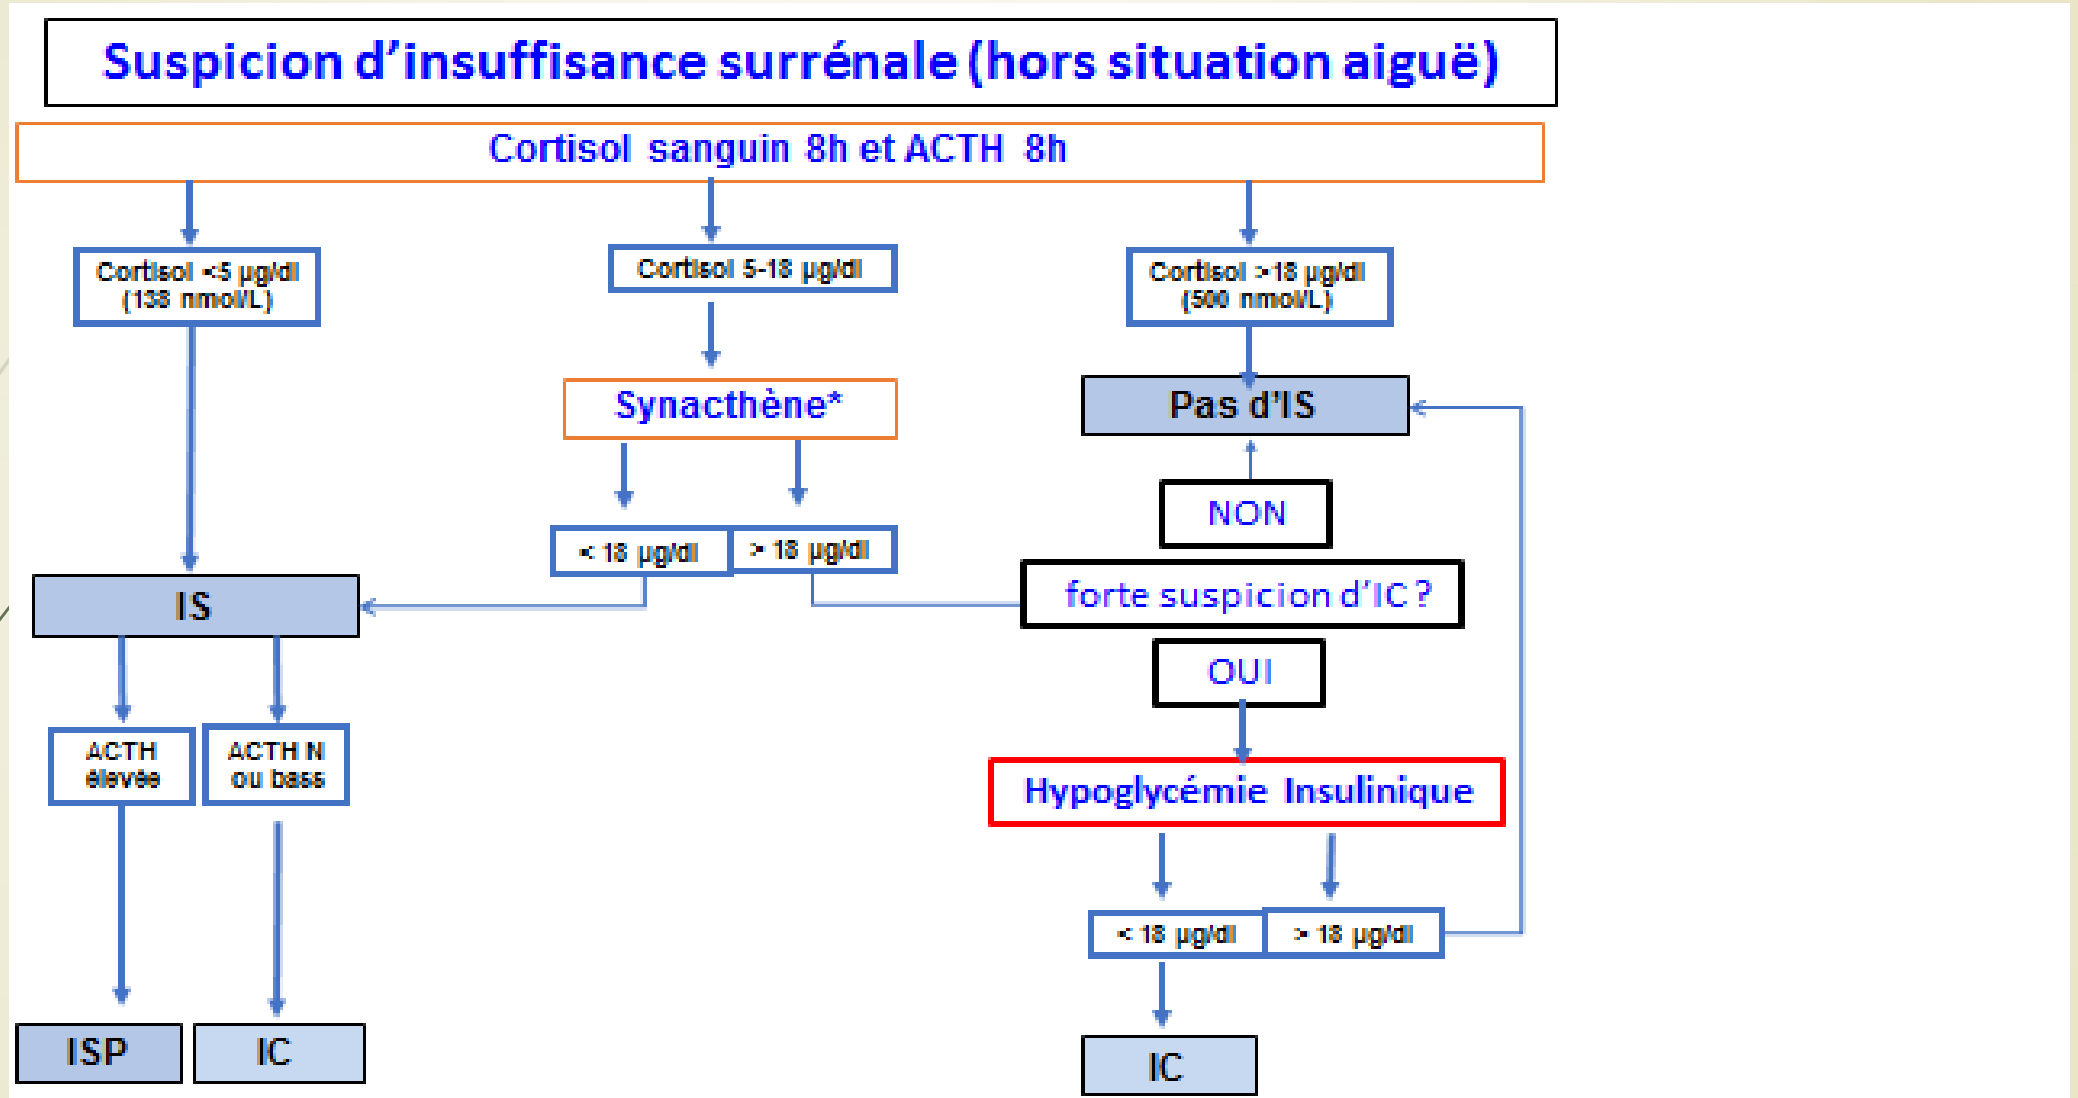 Suspicion d’insuffisance surrénale (hors situation aiguë)
Cortisol sanguin 8h et ACTH 8h
Cortisol <5 µg/dl
(138 nmol/L)
Cortisol 5-18 µg/dl
Cortisol >18 µg/dl
(500 nmol/L)
Synacthène*
Pas d’IS
NON
< 18 µg/dl
> 18 µg/dl
forte suspicion d’IC ?
IS
OUI
ACTH
élevée
ACTH N
ou bass
Hypoglycémie Insulinique
< 18 µg/dl
> 18 µg/dl
ISP
IC
IC